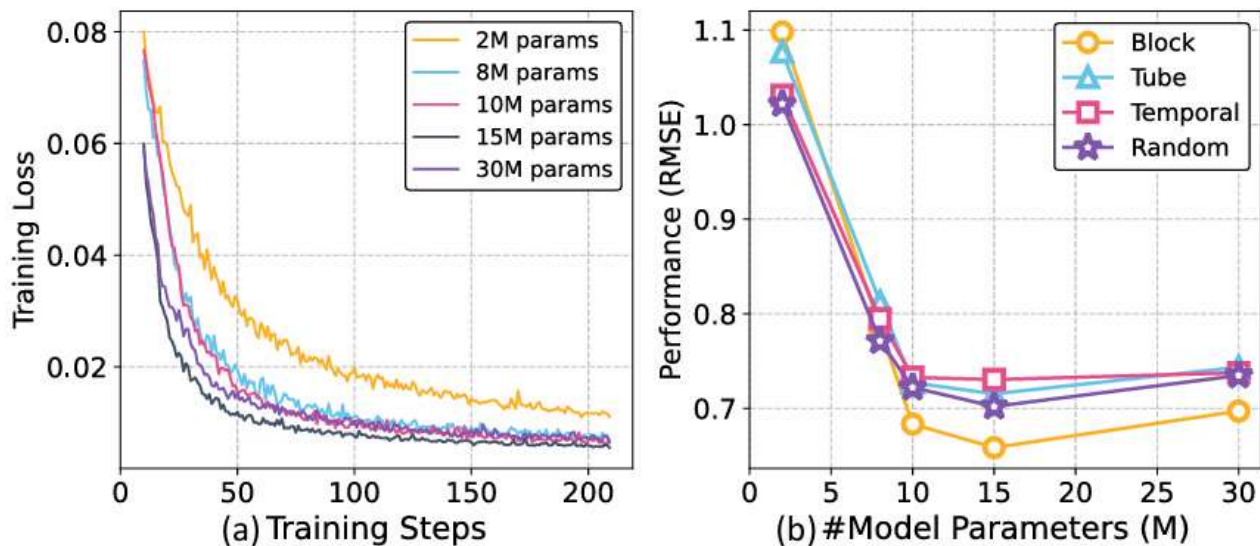 0.08
0.06
0.04
0.02
Training Loss
2M params
8M params
10M params
15M params
30M params
0
50
100
150
200
(a) Training Steps
1.1
1.0
0.9
0.8
0.7
Performance (RMSE)
Block
Tube
Temporal
Random
0
5
10
15
20
25
30
(b) #Model Parameters (M)